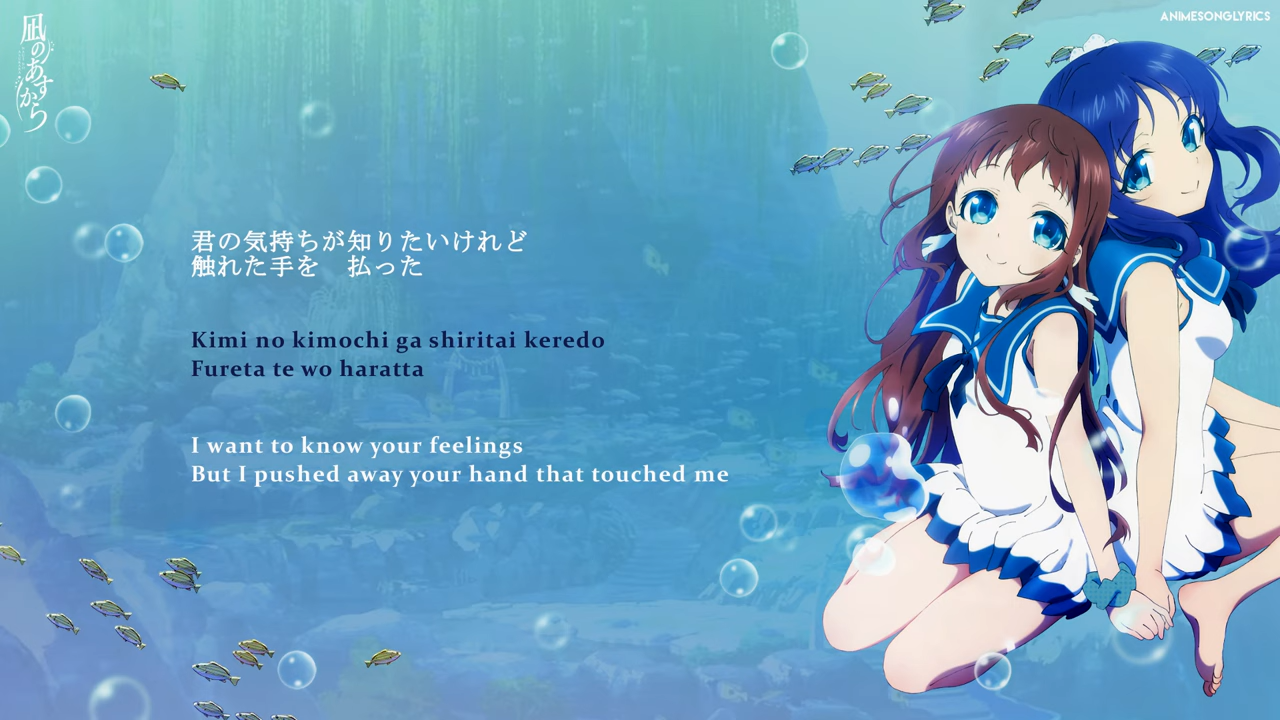 凪のあすから
ANIMESONGLYRICS
君の気持ちが知りたいけれど
触れた手を　払った
Kimi no kimochi ga shiritai keredo
Fureta te wo haratta
I want to know your feelings
But I pushed away your hand that touched me